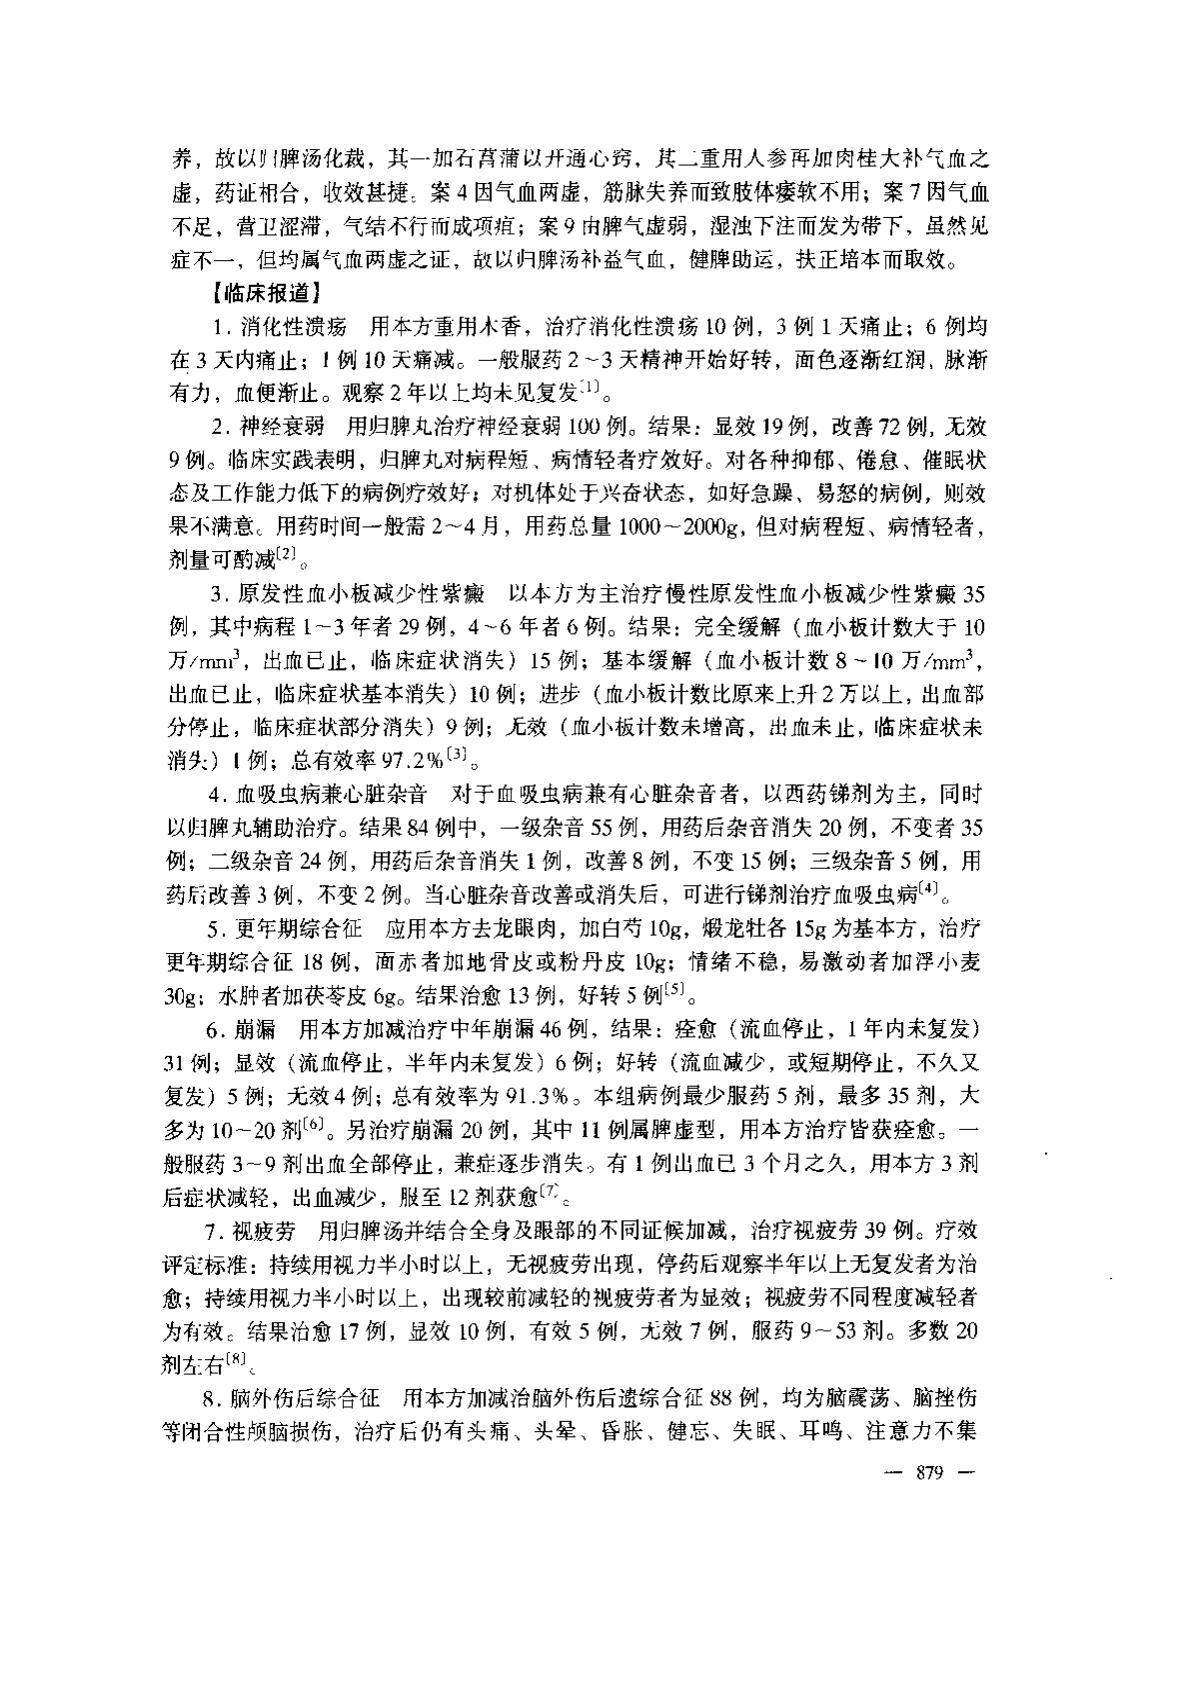 养，故以归脾汤化裁，其一加石菖蒲以开通心窍，其二重用人参再加肉桂大补气血之
虚，药证相合，收效甚捷。案 4 因气血两虚，筋脉失养而致肢体痿软不用；案 7 因气血
不足，营卫涩滞，气结不行而成项疽；案 9 由脾气虚弱，湿浊下注而发为带下，虽然见
症不一，但均属气血两虚之证，故以归脾汤补益气血，健脾助运，扶正培本而取效。
【临床报道】
1. 消化性溃疡　用本方重用木香，治疗消化性溃疡 10 例，3 例 1 天痛止；6 例均
在 3 天内痛止；1 例 10 天痛减。一般服药 2～3 天精神开始好转，面色逐渐红润，脉渐
有力，血便渐止。观察 2 年以上均未见复发〔1〕。
2. 神经衰弱　用归脾丸治疗神经衰弱 100 例。结果：显效 19 例，改善 72 例，无效
9 例。临床实践表明，归脾丸对病程短、病情轻者疗效好。对各种抑郁、倦怠、催眠状
态及工作能力低下的病例疗效好；对机体处于兴奋状态，如好急躁、易怒的病例，则效
果不满意。用药时间一般需 2～4 月，用药总量 1000～2000g，但对病程短、病情轻者，
剂量可酌减〔2〕。
3. 原发性血小板减少性紫癜　以本方为主治疗慢性原发性血小板减少性紫癜 35
例，其中病程 1～3 年者 29 例，4～6 年者 6 例。结果：完全缓解（血小板计数大于 10
万/mm³，出血已止，临床症状消失）15 例；基本缓解（血小板计数 8～10 万/mm³，
出血已止，临床症状基本消失）10 例；进步（血小板计数比原来上升 2 万以上，出血部
分停止，临床症状部分消失）9 例；无效（血小板计数未增高，出血未止，临床症状未
消失）1 例；总有效率 97.2%〔3〕。
4. 血吸虫病兼心脏杂音　对于血吸虫病兼有心脏杂音者，以西药锑剂为主，同时
以归脾丸辅助治疗。结果 84 例中，一级杂音 55 例，用药后杂音消失 20 例，不变者 35
例；二级杂音 24 例，用药后杂音消失 1 例，改善 8 例，不变 15 例；三级杂音 5 例，用
药后改善 3 例，不变 2 例。当心脏杂音改善或消失后，可进行锑剂治疗血吸虫病〔4〕。
5. 更年期综合征　应用本方去龙眼肉，加白芍 10g，煅龙牡各 15g 为基本方，治疗
更年期综合征 18 例，面赤者加地骨皮或粉丹皮 10g；情绪不稳，易激动者加浮小麦
30g；水肿者加茯苓皮 6g。结果治愈 13 例，好转 5 例〔5〕。
6. 崩漏　用本方加减治疗中年崩漏 46 例，结果：痊愈（流血停止，1 年内未复发）
31 例；显效（流血停止，半年内未复发）6 例；好转（流血减少，或短期停止，不久又
复发）5 例；无效 4 例；总有效率为 91.3%。本组病例最少服药 5 剂，最多 35 剂，大
多为 10～20 剂〔6〕。另治疗崩漏 20 例，其中 11 例属脾虚型，用本方治疗皆获痊愈。一
般服药 3～9 剂出血全部停止，兼症逐步消失。有 1 例出血已 3 个月之久，用本方 3 剂
后症状减轻，出血减少，服至 12 剂获愈〔7〕。
7. 视疲劳　用归脾汤并结合全身及眼部的不同证候加减，治疗视疲劳 39 例。疗效
评定标准：持续用视力半小时以上，无视疲劳出现，停药后观察半年以上无复发者为治
愈；持续用视力半小时以上，出现较前减轻的视疲劳者为显效；视疲劳不同程度减轻者
为有效。结果治愈 17 例，显效 10 例，有效 5 例，无效 7 例，服药 9～53 剂。多数 20
剂左右〔8〕。
8. 脑外伤后综合征　用本方加减治脑外伤后遗综合征 88 例，均为脑震荡、脑挫伤
等闭合性颅脑损伤，治疗后仍有头痛、头晕、昏胀、健忘、失眠、耳鸣、注意力不集
— 879 —